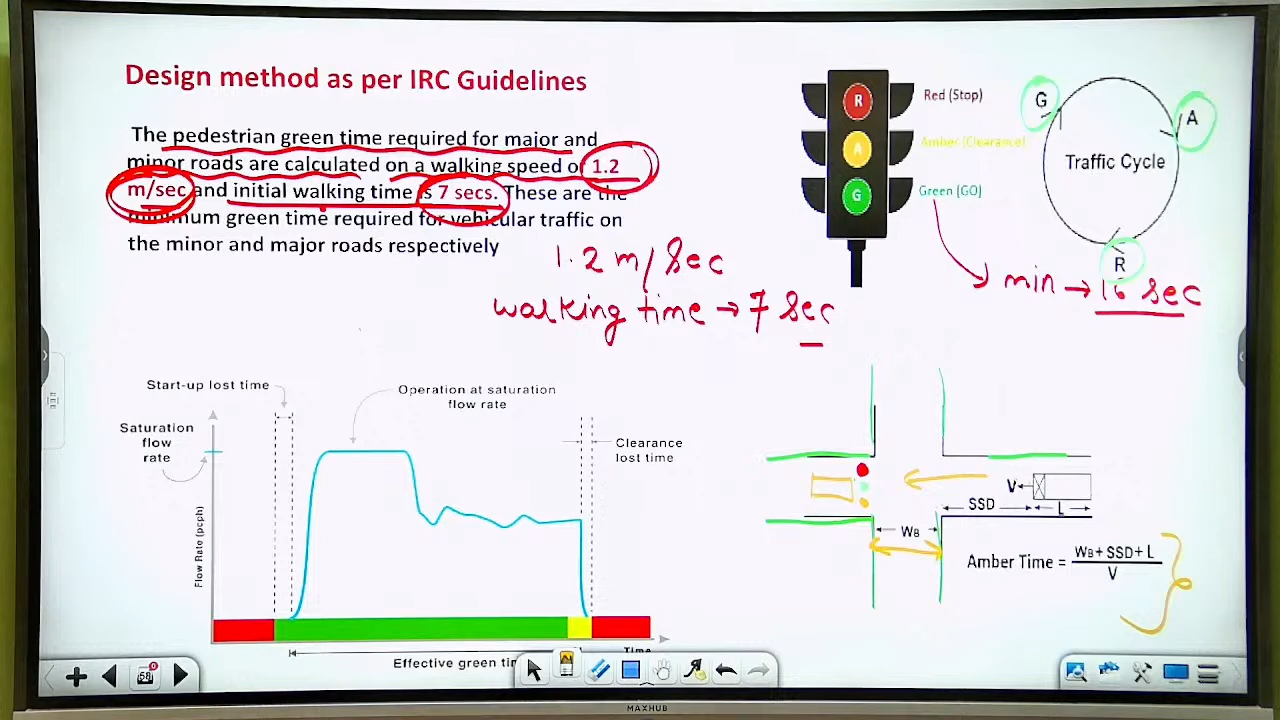 Design method as per IRC Guidelines
The pedestrian green time required for major and
minor roads are calculated on a walking speed of 1.2
m/sec and initial walking time is 7 secs. These are the
minimum green time required for vehicular traffic on
the minor and major roads respectively
1.2 m/sec
walking time → 7 sec
R
A
G
Red (Stop)
Amber (Clearance)
Green (GO)
G
A
Traffic Cycle
R
min → 16 sec
Start-up lost time
Operation at saturation
flow rate
Saturation
flow
rate
Clearance
lost time
Flow Rate (pcph)
Effective green
Time
V
SSD
L
WB
Amber Time = WB + SSD + L
V
58
MAXHUB